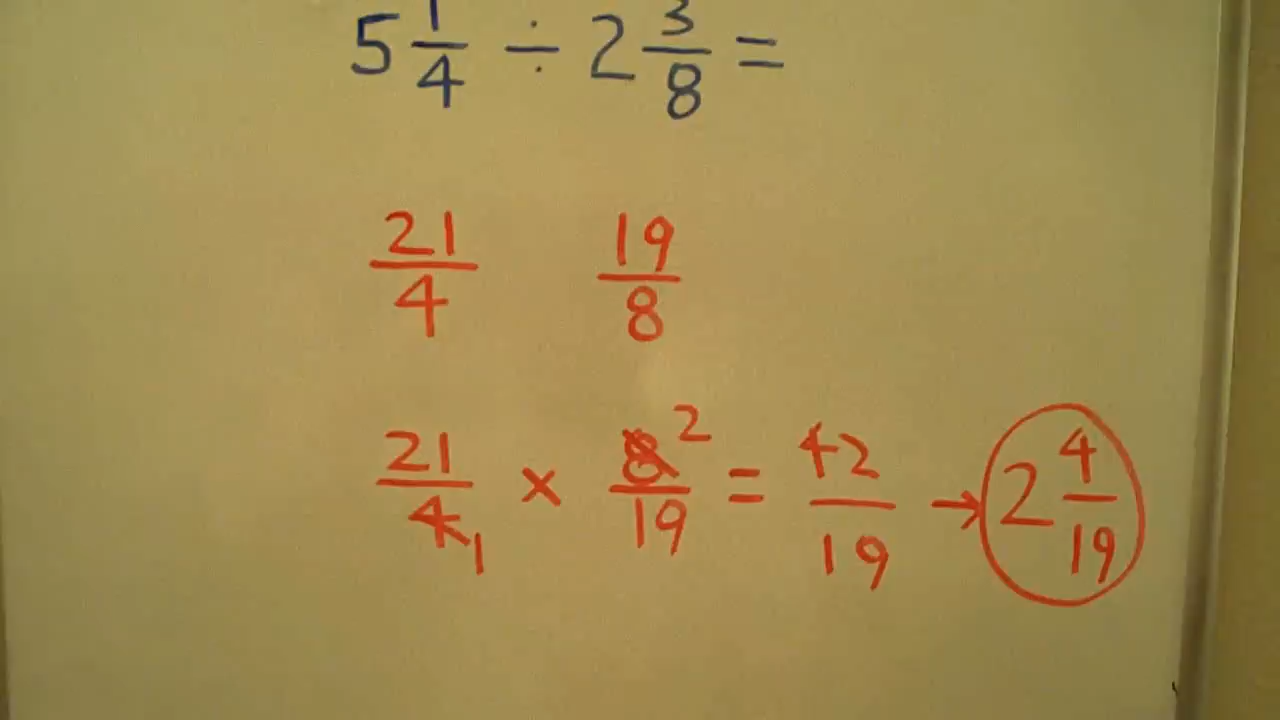 5 1/4 ÷ 2 3/8 =
21/4 19/8
21/4 1 × 8/19 2 = 42/19 → 2 4/19